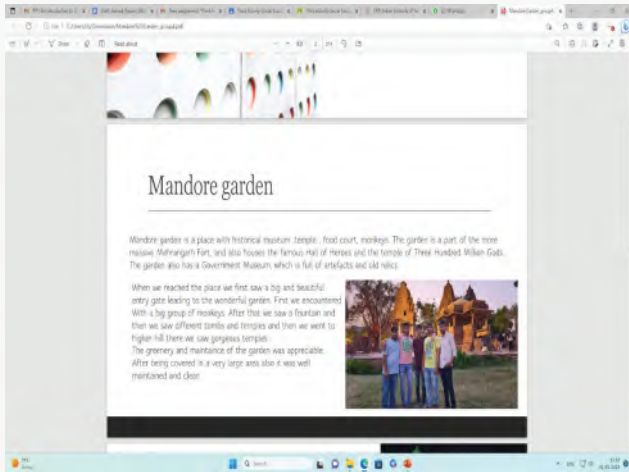 Mandore garden
Mandore garden is a place with historical museum temple , food court, monkeys. The garden is a part of the more
massive Mehrangarh Fort, and also houses the famous Hall of Heroes and the temple of Three Hundred Million Gods.
The garden also has a Government Museum, which is full of artefacts and old relics.
When we reached the place we first saw a big and beautiful
entry gate leading to the wonderful garden. First we encountered
With a big group of monkeys. After that we saw a fountain and
then we saw different tombs and temples and then we went to
higher hill there we saw gorgeous temples
The greenery and maintaince of the garden was appreciable.
After being covered in a very large area also it was well
maintained and clean
Search